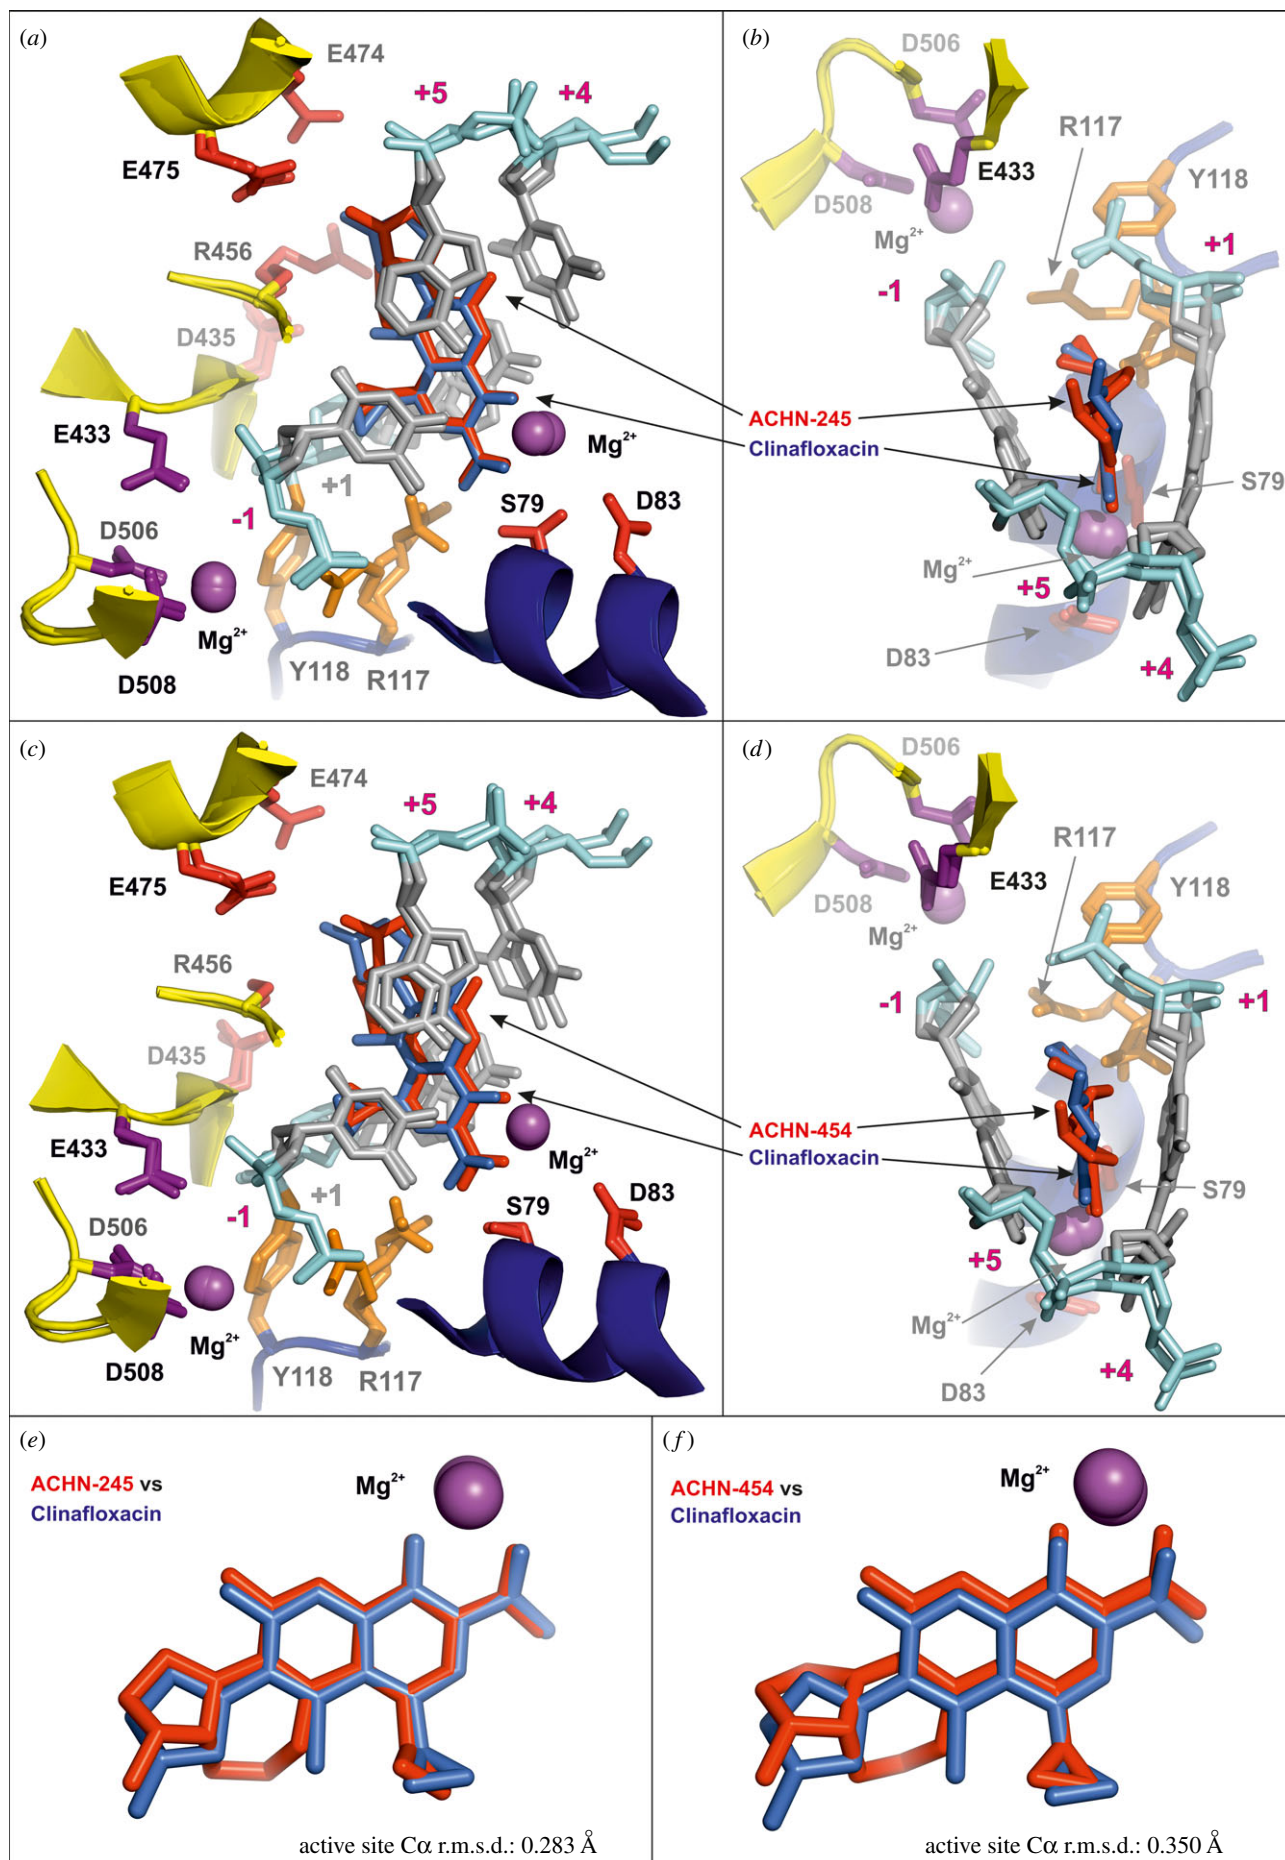 (a)
E474
+5
+4
E475
R456
D435
E433
+1
-1
Mg2+
S79
D83
D506
Mg2+
D508
Y118
R117
ACHN-245
Clinafloxacin
(b)
D506
R117
E433
Y118
D508
Mg2+
+1
-1
S79
Mg2+
+5
D83
+4
(c)
E474
+5
+4
E475
R456
D435
E433
+1
-1
Mg2+
S79
D83
D506
Mg2+
D508
Y118
R117
ACHN-454
Clinafloxacin
(d)
D506
R117
E433
Y118
D508
Mg2+
-1
+1
S79
+5
Mg2+
D83
+4
(e)
ACHN-245 vs
Clinafloxacin
Mg2+
active site Cα r.m.s.d.: 0.283 Å
(f)
ACHN-454 vs
Clinafloxacin
Mg2+
active site Cα r.m.s.d.: 0.350 Å